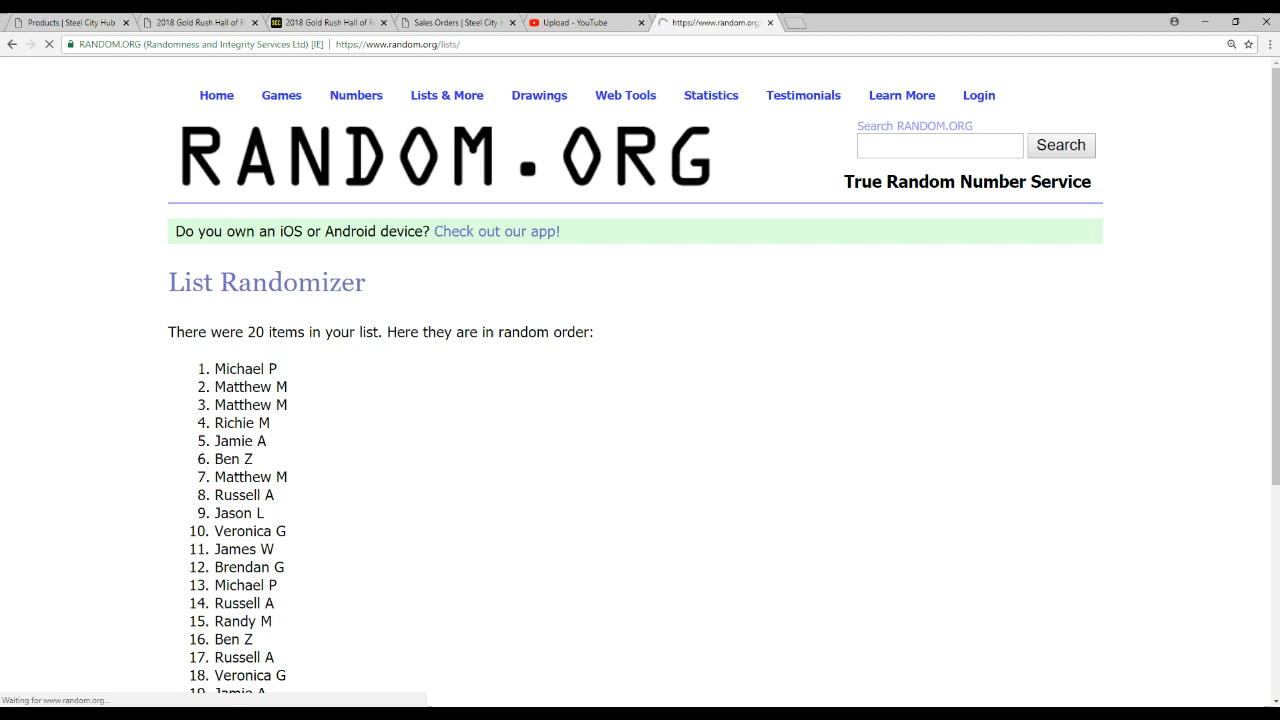 Products | Steel City Hub
2018 Gold Rush Hall of F
2018 Gold Rush Hall of F
Sales Orders | Steel City H
Upload - YouTube
https://www.random.org
RANDOM.ORG (Randomness and Integrity Services Ltd) [IE] | https://www.random.org/lists/
Home Games Numbers Lists & More Drawings Web Tools Statistics Testimonials Learn More Login
RANDOM.ORG
Search RANDOM.ORG
Search
True Random Number Service
Do you own an iOS or Android device? Check out our app!
List Randomizer
There were 20 items in your list. Here they are in random order:
1. Michael P
2. Matthew M
3. Matthew M
4. Richie M
5. Jamie A
6. Ben Z
7. Matthew M
8. Russell A
9. Jason L
10. Veronica G
11. James W
12. Brendan G
13. Michael P
14. Russell A
15. Randy M
16. Ben Z
17. Russell A
18. Veronica G
19. Jamie A
Waiting for www.random.org...